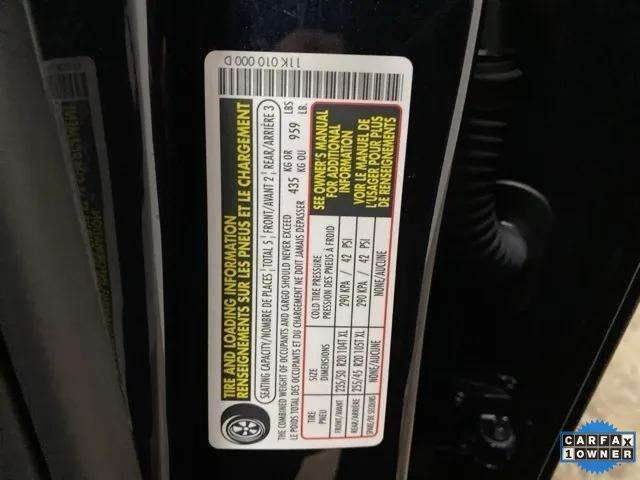 11K 010 000 D
TIRE AND LOADING INFORMATION
RENSEIGNEMENTS SUR LES PNEUS ET LE CHARGEMENT
SEATING CAPACITY/NOMBRE DE PLACES TOTAL 5 FRONT/AVANT 2 REAR/ARRIÈRE 3
THE COMBINED WEIGHT OF OCCUPANTS AND CARGO SHOULD NEVER EXCEED 435 KG OR 959 LBS
LE POIDS TOTAL DES OCCUPANTS ET DU CHARGEMENT NE DOIT JAMAIS DÉPASSER KG OU LB.
TIRE SIZE COLD TIRE PRESSURE
PNEU DIMENSIONS PRESSION DES PNEUS À FROID
FRONT/AVANT 235/50 R20 104T XL 290 KPA / 42 PSI
REAR/ARRIÈRE 255/45 R20 105T XL 290 KPA / 42 PSI
SPARE/DE SECOURS NONE/AUCUNE NONE/AUCUNE
SEE OWNER'S MANUAL
FOR ADDITIONAL
INFORMATION
VOIR LE MANUEL DE
L'USAGER POUR PLUS
DE RENSEIGNEMENTS
CARFAX
1 OWNER